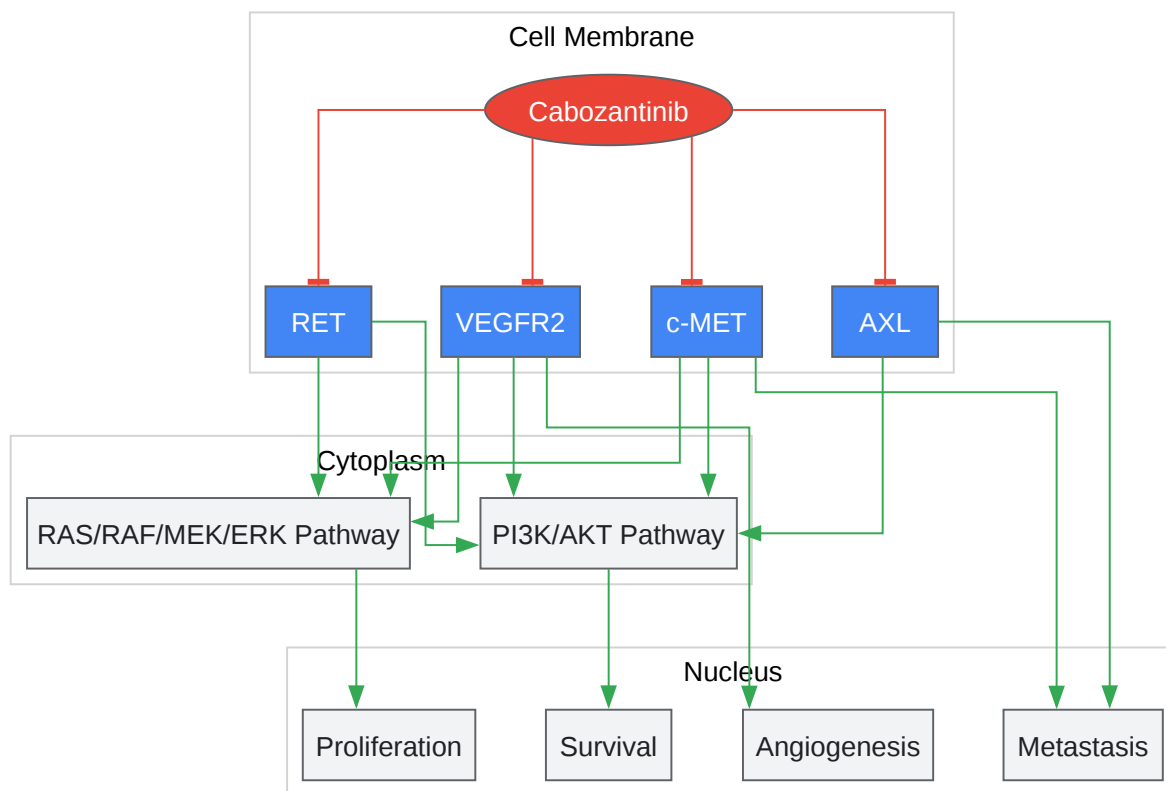 Cell Membrane
Cabozantinib
RET
VEGFR2
c-MET
AXL
Cytoplasm
RAS/RAF/MEK/ERK Pathway
PI3K/AKT Pathway
Nucleus
Proliferation
Survival
Angiogenesis
Metastasis